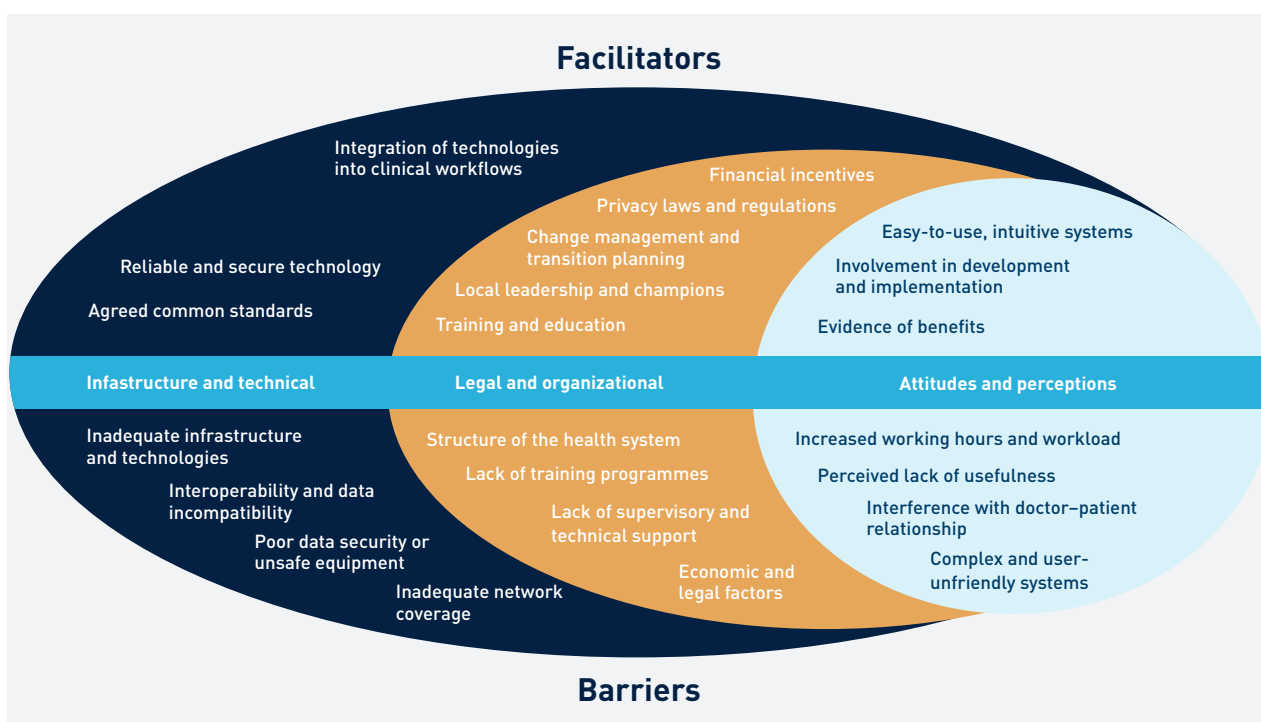 Facilitators
Integration of technologies
into clinical workflows
Reliable and secure technology
Agreed common standards
Financial incentives
Privacy laws and regulations
Change management and
transition planning
Local leadership and champions
Training and education
Easy-to-use, intuitive systems
Involvement in development
and implementation
Evidence of benefits
Infastructure and technical
Legal and organizational
Attitudes and perceptions
Inadequate infrastructure
and technologies
Interoperability and data
incompatibility
Poor data security or
unsafe equipment
Inadequate network
coverage
Structure of the health system
Lack of training programmes
Lack of supervisory and
technical support
Economic and
legal factors
Increased working hours and workload
Perceived lack of usefulness
Interference with doctor–patient
relationship
Complex and user-
unfriendly systems
Barriers